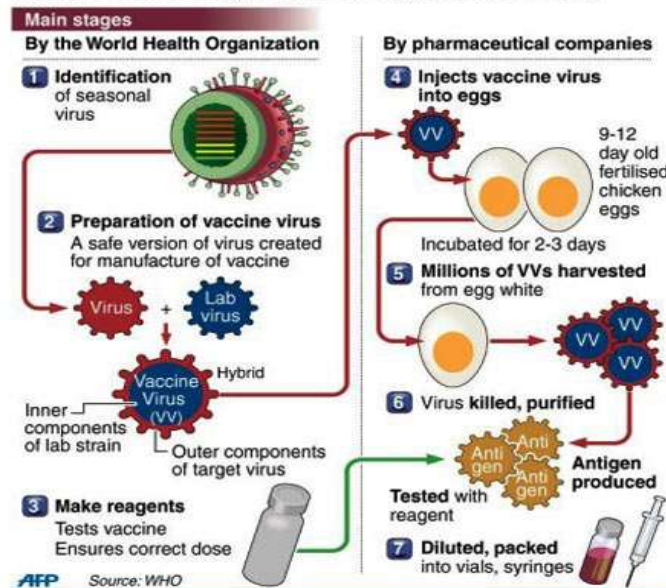 Main stages
By the World Health Organization
1 Identification
of seasonal
virus
2 Preparation of vaccine virus
A safe version of virus created
for manufacture of vaccine
Virus
+
Lab
virus
Hybrid
Vaccine
Virus
(VV)
Inner
components
of lab strain
Outer components
of target virus
3 Make reagents
Tests vaccine
Ensures correct dose
By pharmaceutical companies
4 Injects vaccine virus
into eggs
VV
9-12
day old
fertilised
chicken
eggs
Incubated for 2-3 days
5 Millions of VVs harvested
from egg white
VV
VV
VV
6 Virus killed, purified
Anti
gen
Anti
Anti
gen
Antigen
produced
Tested with
reagent
7 Diluted, packed
into vials, syringes
AFP Source: WHO